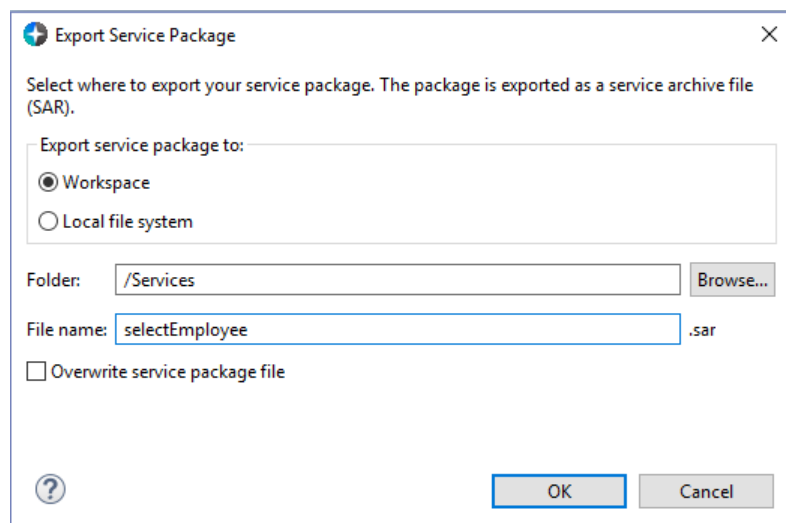 Export Service Package
Select where to export your service package. The package is exported as a service archive file
(SAR).
Export service package to:
Workspace
Local file system
Folder: /Services Browse...
File name: selectEmployee .sar
Overwrite service package file
? OK Cancel